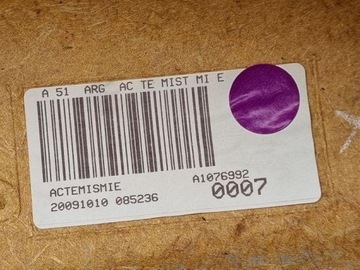 A 51 ARG AC TE MIST MI E
ACTEMISMIE
A1076992
20091010 085236
0007